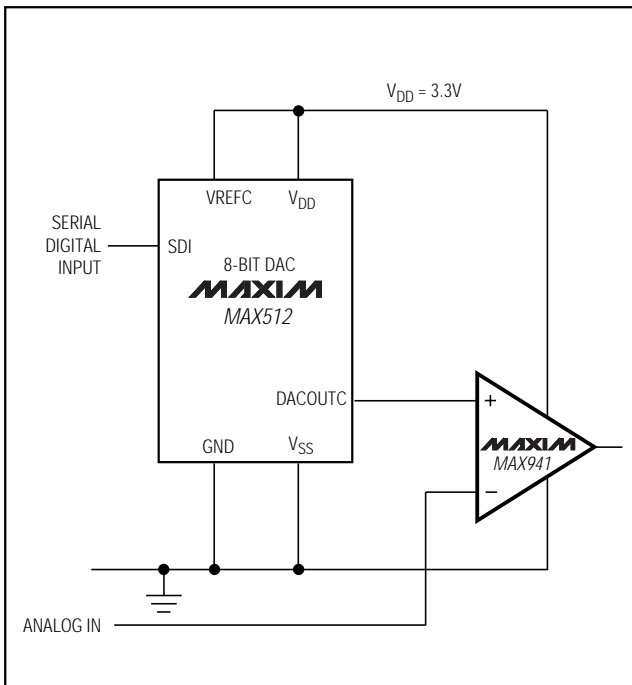 V_DD = 3.3V
VREFC V_DD
SERIAL
DIGITAL
INPUT
SDI
8-BIT DAC
MAXIM
MAX512
DACOUTC
GND V_SS
+
MAXIM
MAX941
−
ANALOG IN